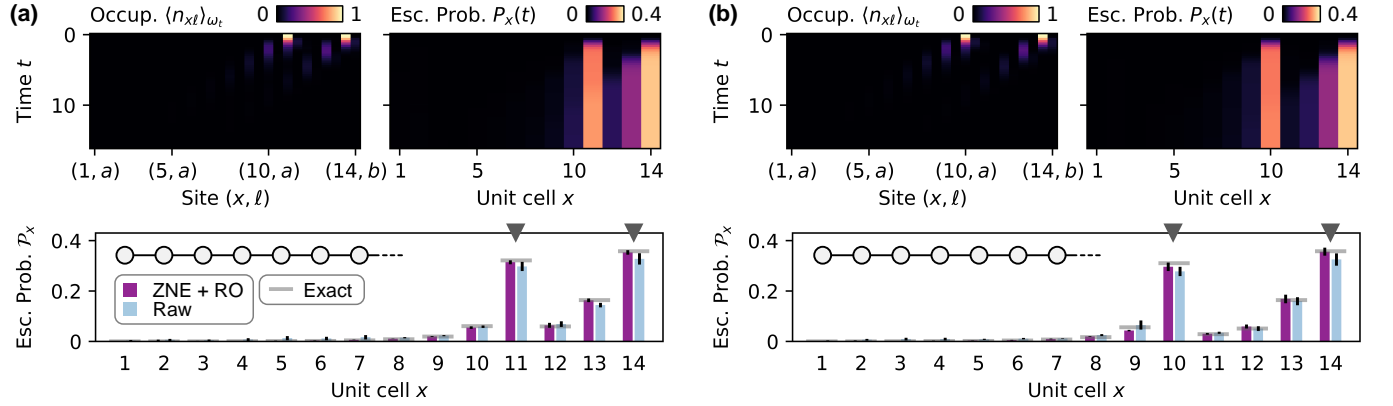 (a)
Occup. ⟨n_{xℓ}⟩_{ω_t} 0 1
Esc. Prob. P_x(t) 0 0.4
Time t
0
10
(1, a) (5, a) (10, a) (14, b)
Site (x, ℓ)
1 5 10 14
Unit cell x
Esc. Prob. 𝒫_x
0.4
0.2
0
ZNE + RO
Raw
Exact
1 2 3 4 5 6 7 8 9 10 11 12 13 14
Unit cell x
(b)
Occup. ⟨n_{xℓ}⟩_{ω_t} 0 1
Esc. Prob. P_x(t) 0 0.4
Time t
0
10
(1, a) (5, a) (10, a) (14, b)
Site (x, ℓ)
1 5 10 14
Unit cell x
Esc. Prob. 𝒫_x
0.4
0.2
0
1 2 3 4 5 6 7 8 9 10 11 12 13 14
Unit cell x